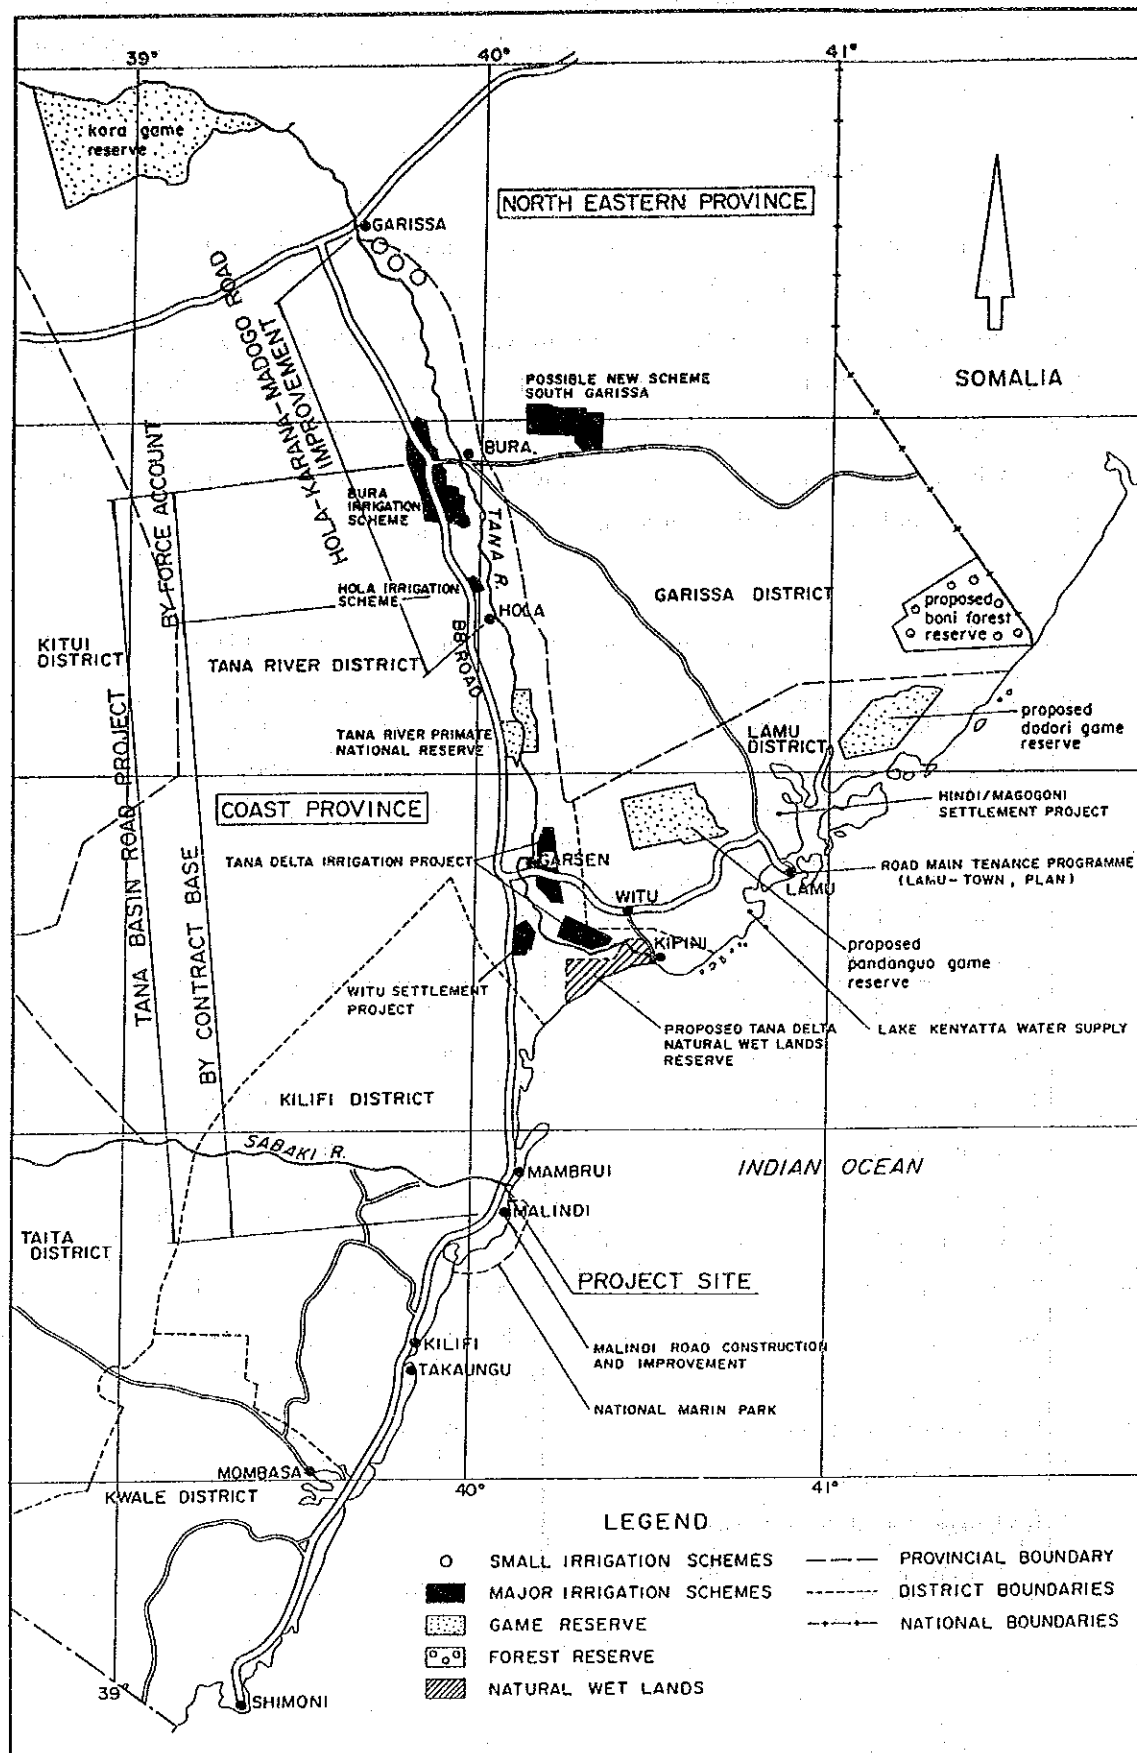 39°
40°
41°
kora game
reserve
NORTH EASTERN PROVINCE
GARISSA
HOLA-KARANA-MADOGO ROAD
IMPROVEMENT
POSSIBLE NEW SCHEME
SOUTH GARISSA
SOMALIA
BURA
BURA
IRRIGATION
SCHEME
TANA R.
BY FORCE ACCOUNT
HOLA IRRIGATION
SCHEME
HOLA
GARISSA DISTRICT
proposed
boni forest
reserve
KITUI
DISTRICT
TANA RIVER DISTRICT
BB ROAD
TANA RIVER PRIMATE
NATIONAL RESERVE
LAMU
DISTRICT
proposed
dodori game
reserve
TANA BASIN ROAD PROJECT
COAST PROVINCE
HINDI/MAGOGONI
SETTLEMENT PROJECT
TANA DELTA IRRIGATION PROJECT
GARSEN
ROAD MAIN TENANCE PROGRAMME
(LAMU-TOWN, PLAN)
LAMU
WITU
KIPINI
proposed
pandanguo game
reserve
WITU SETTLEMENT
PROJECT
PROPOSED TANA DELTA
NATURAL WET LANDS
RESERVE
LAKE KENYATTA WATER SUPPLY
BY CONTRACT BASE
KILIFI DISTRICT
SABAKI R.
MAMBRUI
INDIAN OCEAN
MALINDI
TAITA
DISTRICT
PROJECT SITE
KILIFI
MALINDI ROAD CONSTRUCTION
AND IMPROVEMENT
TAKAUNGU
NATIONAL MARIN PARK
MOMBASA
KWALE DISTRICT
40°
41°
39°
SHIMONI
LEGEND
SMALL IRRIGATION SCHEMES
MAJOR IRRIGATION SCHEMES
GAME RESERVE
FOREST RESERVE
NATURAL WET LANDS
PROVINCIAL BOUNDARY
DISTRICT BOUNDARIES
NATIONAL BOUNDARIES